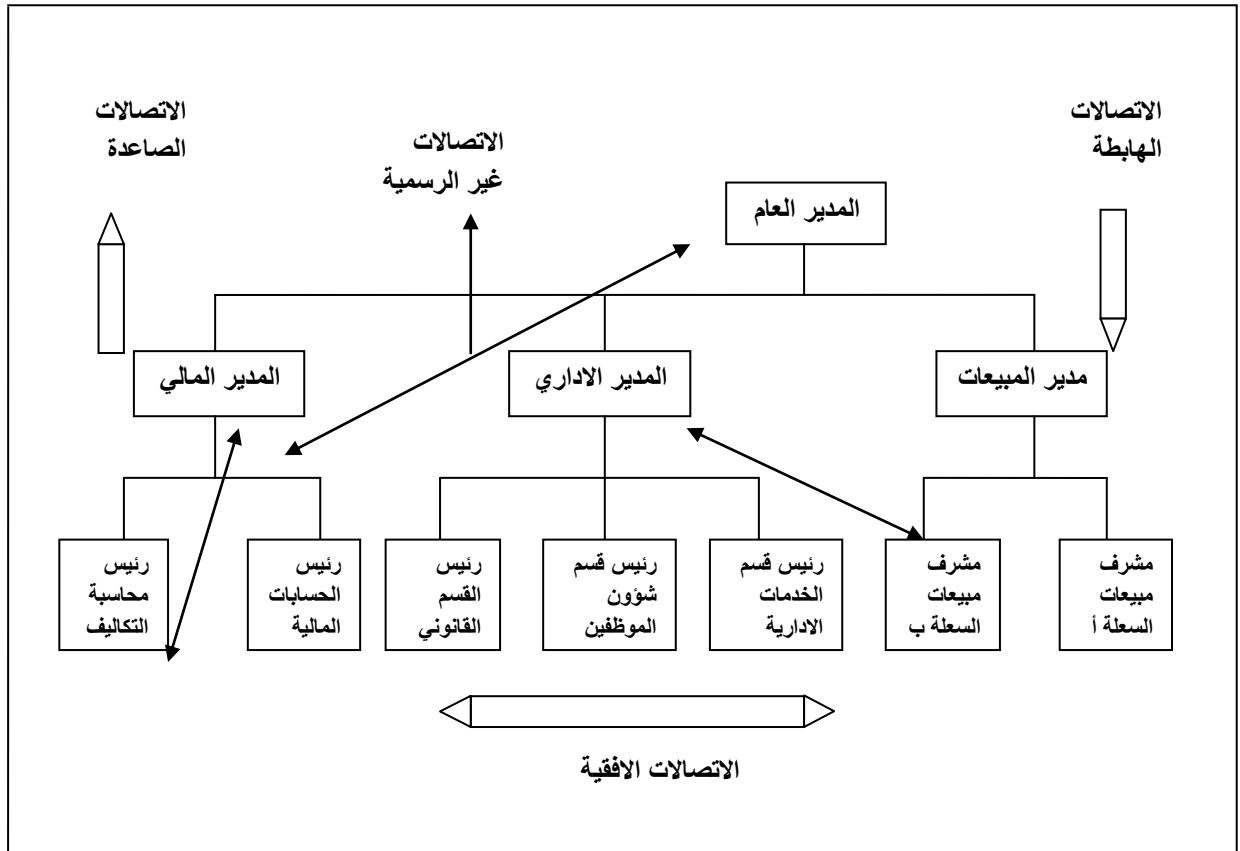 الاتصالات
الهابطة
الاتصالات
غير الرسمية
الاتصالات
الصاعدة
المدير العام
مدير المبيعات
المدير الاداري
المدير المالي
مشرف
مبيعات
السعلة أ
مشرف
مبيعات
السعلة ب
رئيس قسم
الخدمات
الادارية
رئيس قسم
شؤون
الموظفين
رئيس
القسم
القانوني
رئيس
الحسابات
المالية
رئيس
محاسبة
التكاليف
الاتصالات الافقية